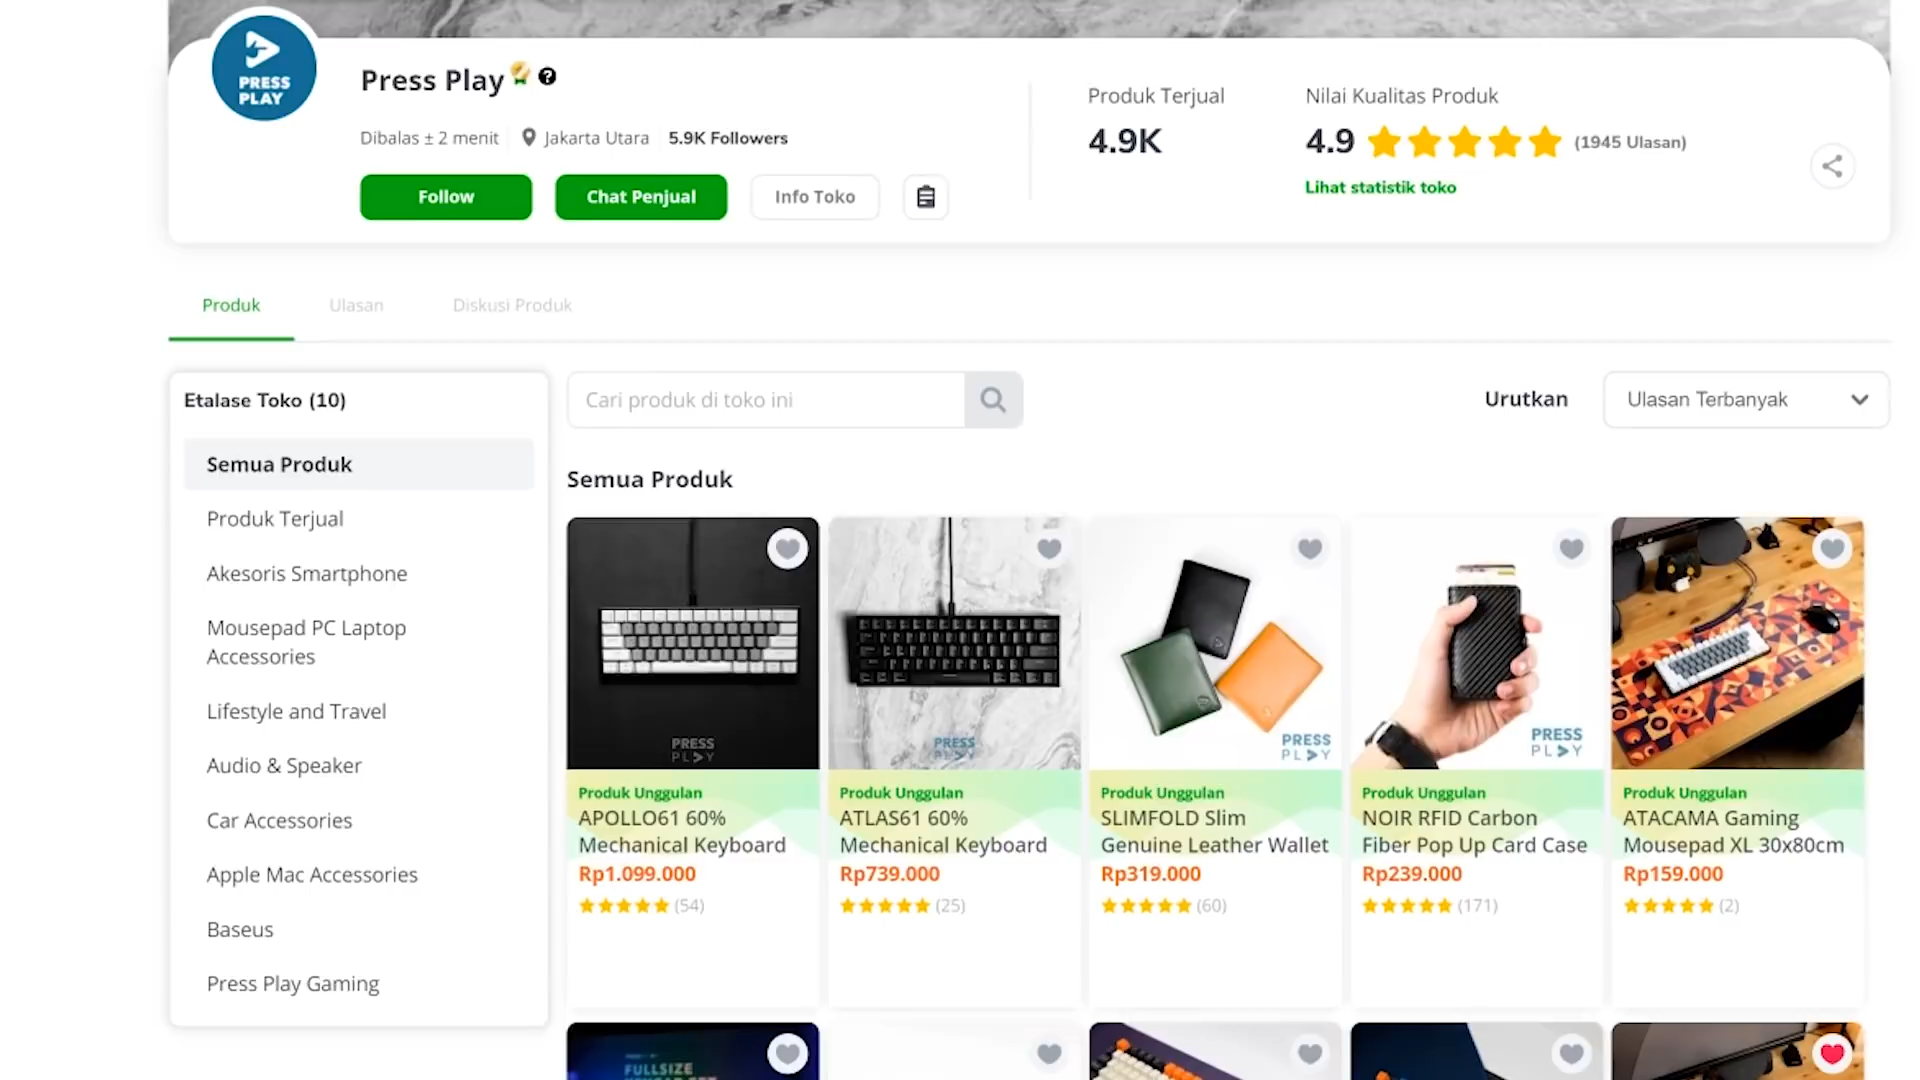 PRESS
PLAY
Press Play
Dibalas ± 2 menit
Jakarta Utara
5.9K Followers
Follow
Chat Penjual
Info Toko
Produk Terjual
4.9K
Nilai Kualitas Produk
4.9
(1945 Ulasan)
Lihat statistik toko
Produk
Ulasan
Diskusi Produk
Etalase Toko (10)
Semua Produk
Produk Terjual
Akesoris Smartphone
Mousepad PC Laptop
Accessories
Lifestyle and Travel
Audio & Speaker
Car Accessories
Apple Mac Accessories
Baseus
Press Play Gaming
Cari produk di toko ini
Urutkan
Ulasan Terbanyak
Semua Produk
PRESS
PLAY
Produk Unggulan
APOLLO61 60%
Mechanical Keyboard
Rp1.099.000
(54)
PRESS
PLAY
Produk Unggulan
ATLAS61 60%
Mechanical Keyboard
Rp739.000
(25)
PRESS
PLAY
Produk Unggulan
SLIMFOLD Slim
Genuine Leather Wallet
Rp319.000
(60)
PRESS
PLAY
Produk Unggulan
NOIR RFID Carbon
Fiber Pop Up Card Case
Rp239.000
(171)
Produk Unggulan
ATACAMA Gaming
Mousepad XL 30x80cm
Rp159.000
(2)
FULLSIZE